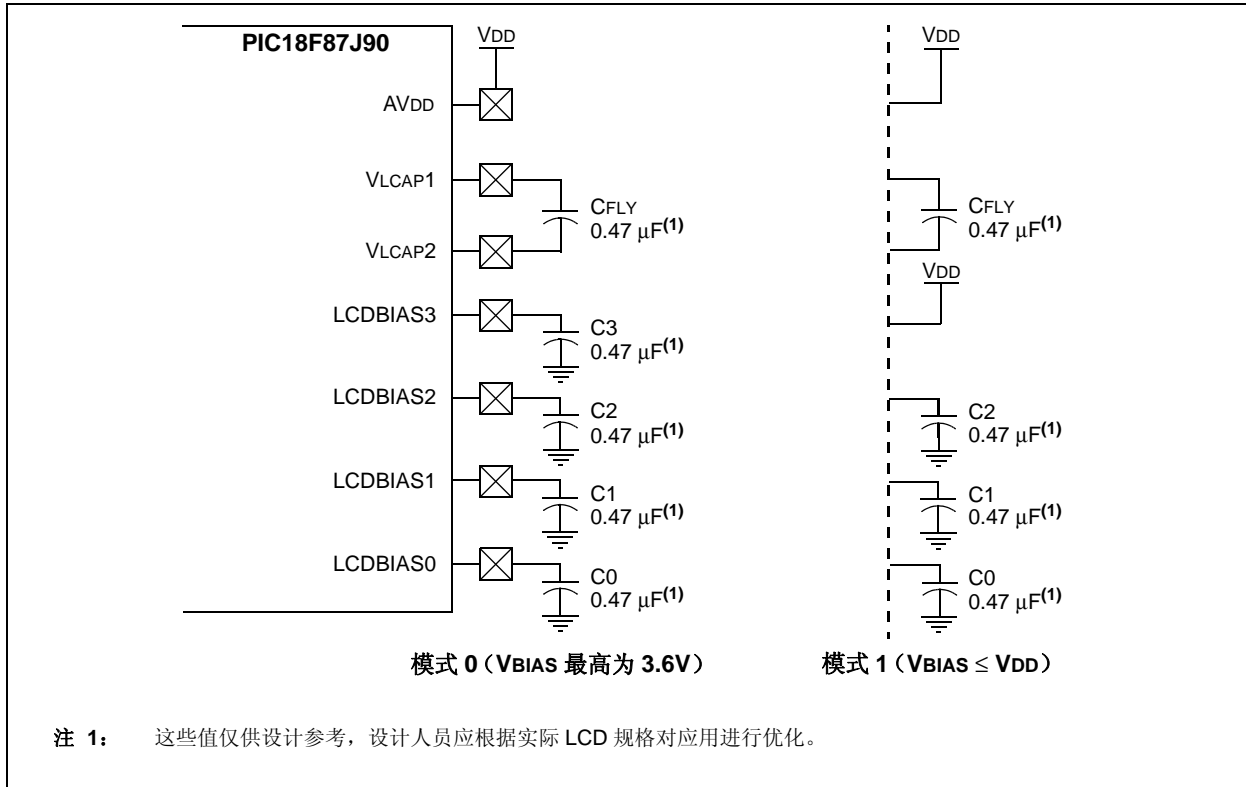 PIC18F87J90
VDD
AVDD
VLCAP1
CFLY
0.47 μF(1)
VLCAP2
LCDBIAS3
C3
0.47 μF(1)
LCDBIAS2
C2
0.47 μF(1)
LCDBIAS1
C1
0.47 μF(1)
LCDBIAS0
C0
0.47 μF(1)
模式 0（VBIAS 最高为 3.6V）
VDD
CFLY
0.47 μF(1)
VDD
C2
0.47 μF(1)
C1
0.47 μF(1)
C0
0.47 μF(1)
模式 1（VBIAS ≤ VDD）
注 1： 这些值仅供设计参考，设计人员应根据实际 LCD 规格对应用进行优化。